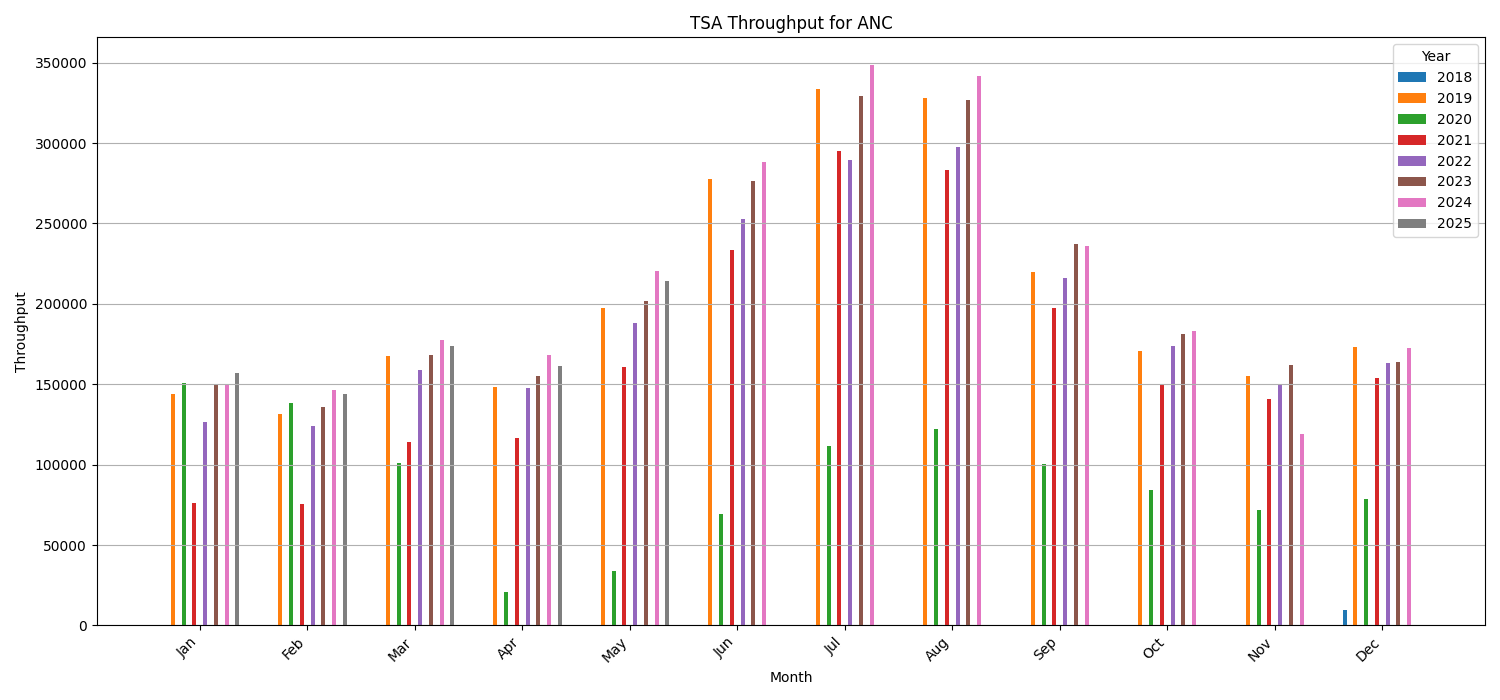 TSA Throughput for ANC
Year
2018
2019
2020
2021
2022
2023
2024
2025
350000
300000
250000
200000
150000
100000
50000
0
Throughput
Jan
Feb
Mar
Apr
May
Jun
Jul
Aug
Sep
Oct
Nov
Dec
Month